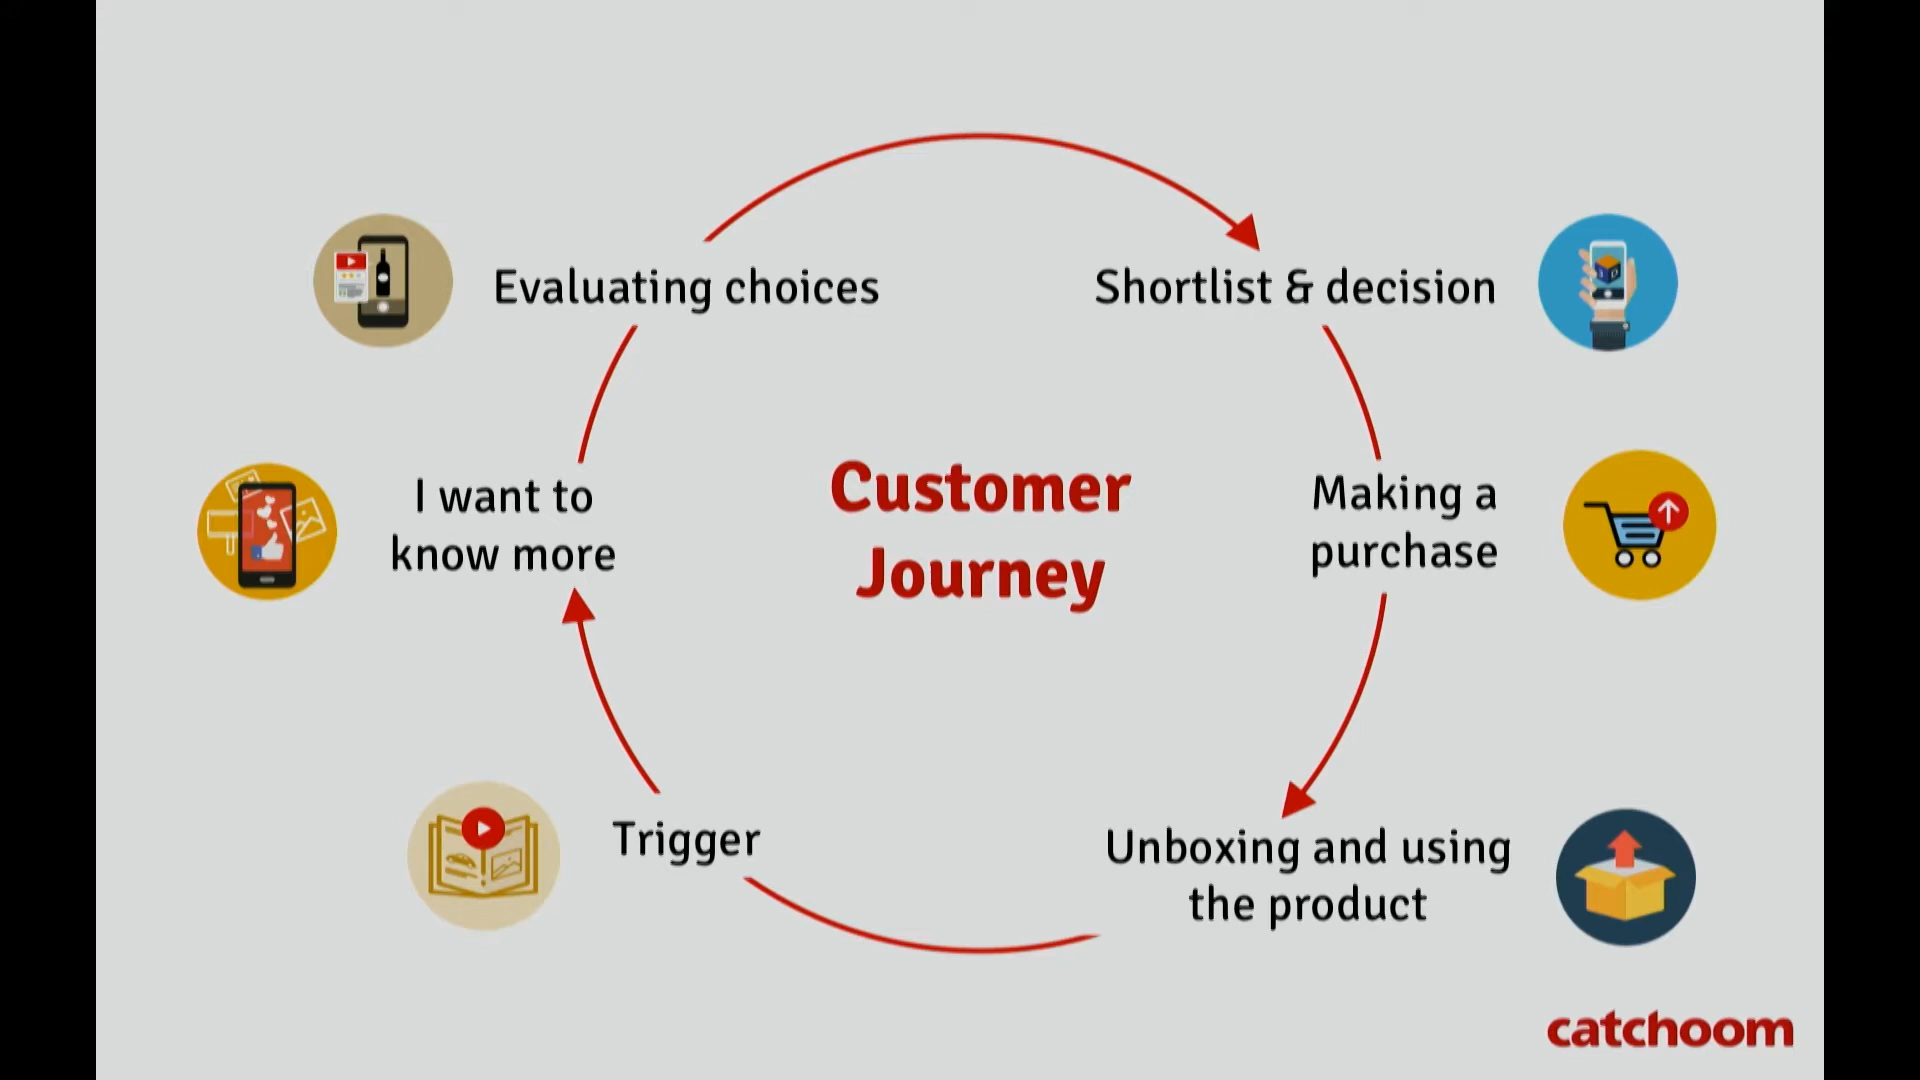 Evaluating choices
Shortlist & decision
I want to
know more
Customer
Journey
Making a
purchase
Trigger
Unboxing and using
the product
catchoom